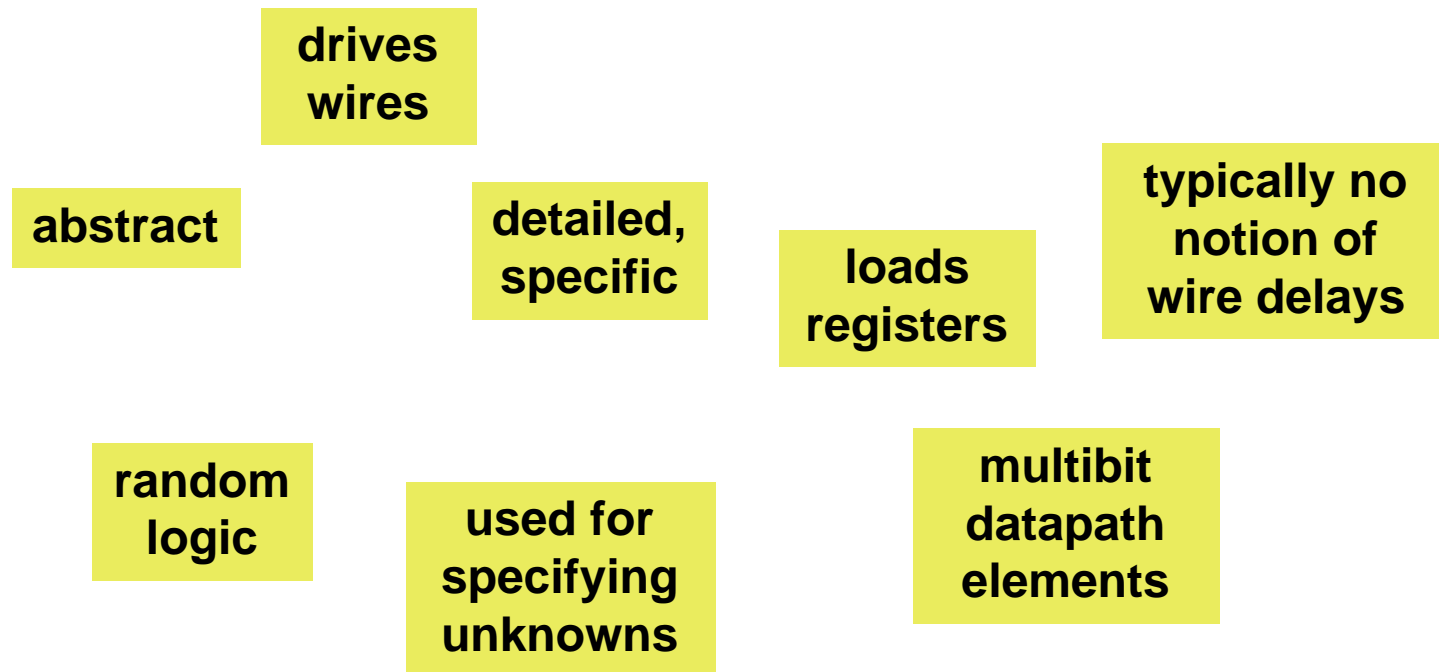 drives
wires
abstract
detailed,
specific
loads
registers
typically no
notion of
wire delays
random
logic
used for
specifying
unknowns
multibit
datapath
elements